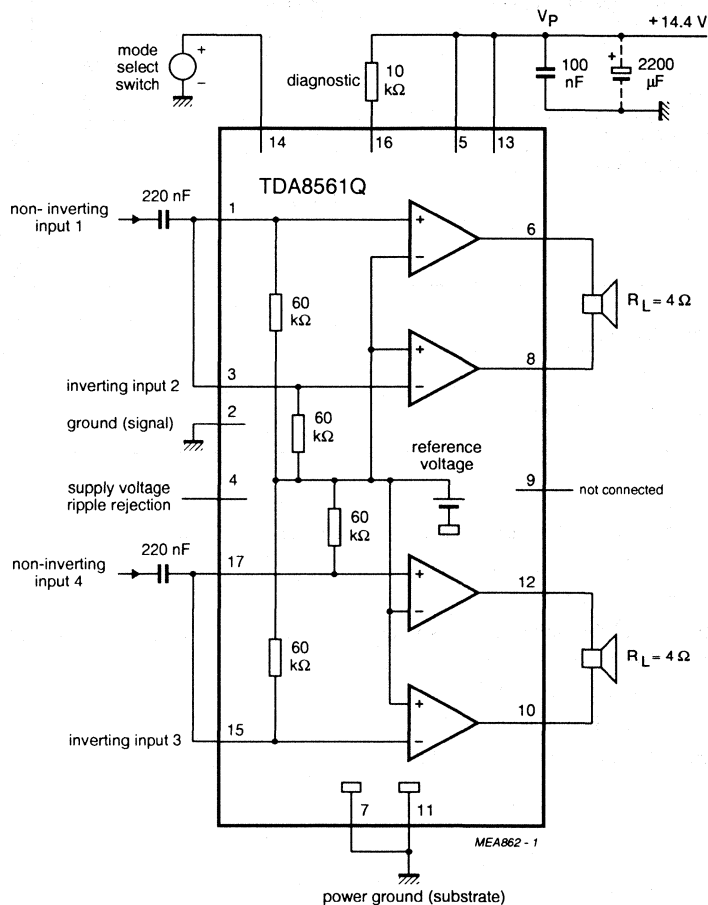 V P
+ 14.4 V
mode
select
switch
+
−
diagnostic
10
kΩ
100
nF
+
2200
μF
14
16
5
13
TDA8561Q
220 nF
non- inverting
input 1
1
+
−
6
60
kΩ
R L = 4 Ω
+
−
8
inverting input 2
3
2
ground (signal)
60
kΩ
reference
voltage
supply voltage
ripple rejection
4
9
not connected
60
kΩ
220 nF
non-inverting
input 4
17
+
−
12
60
kΩ
R L = 4 Ω
+
−
10
inverting input 3
15
7
11
MEA862 - 1
power ground (substrate)